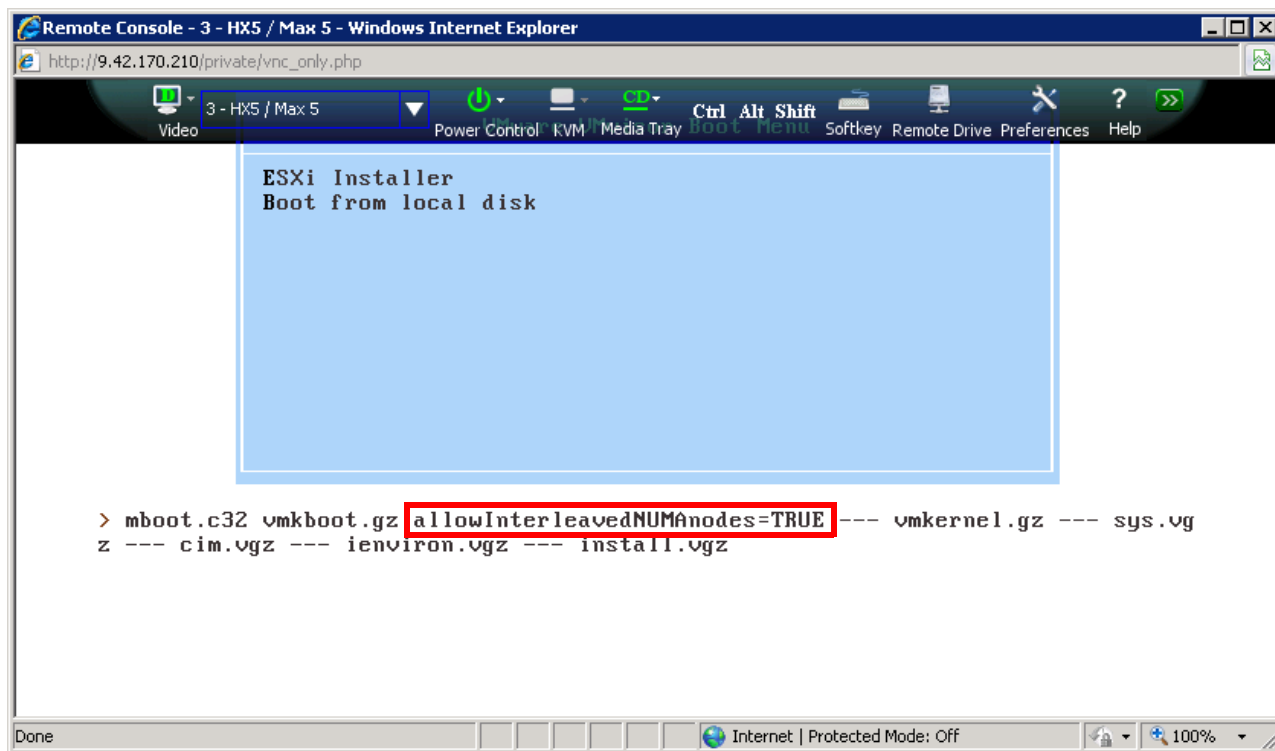 Remote Console - 3 - HX5 / Max 5 - Windows Internet Explorer
http://9.42.170.210/private/vnc_only.php
Video
3 - HX5 / Max 5
Power Control
KVM
CD
Media Tray
Ctrl Alt Shift
Softkey
Remote Drive
Preferences
? Help
Boot Menu
ESXi Installer
Boot from local disk
> mboot.c32 vmkboot.gz allowInterleavedNUMAnodes=TRUE --- vmkernel.gz --- sys.vg
z --- cim.vgz --- ienviron.vgz --- install.vgz
Done
Internet | Protected Mode: Off
100%